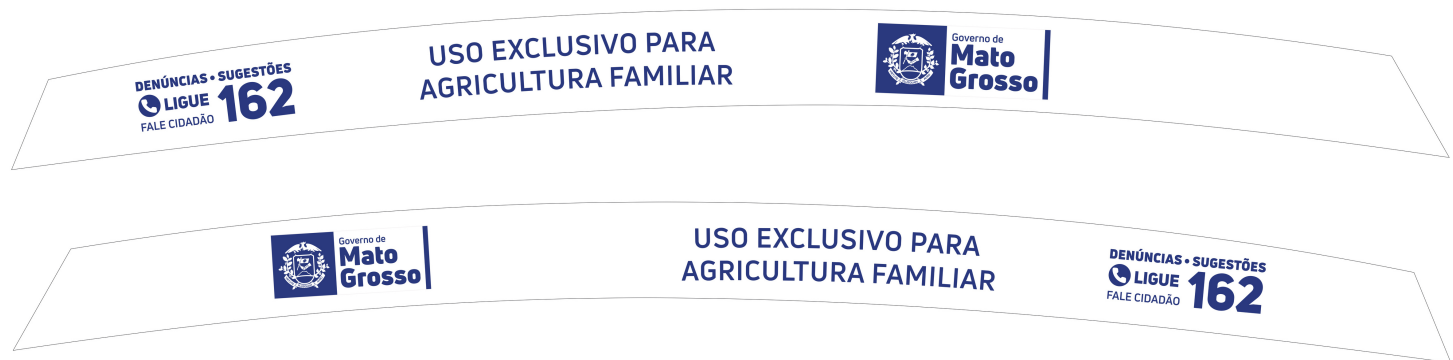 DENÚNCIAS • SUGESTÕES
LIGUE 162
FALE CIDADÃO
USO EXCLUSIVO PARA
AGRICULTURA FAMILIAR
Governo de
Mato
Grosso
Governo de
Mato
Grosso
USO EXCLUSIVO PARA
AGRICULTURA FAMILIAR
DENÚNCIAS • SUGESTÕES
LIGUE 162
FALE CIDADÃO